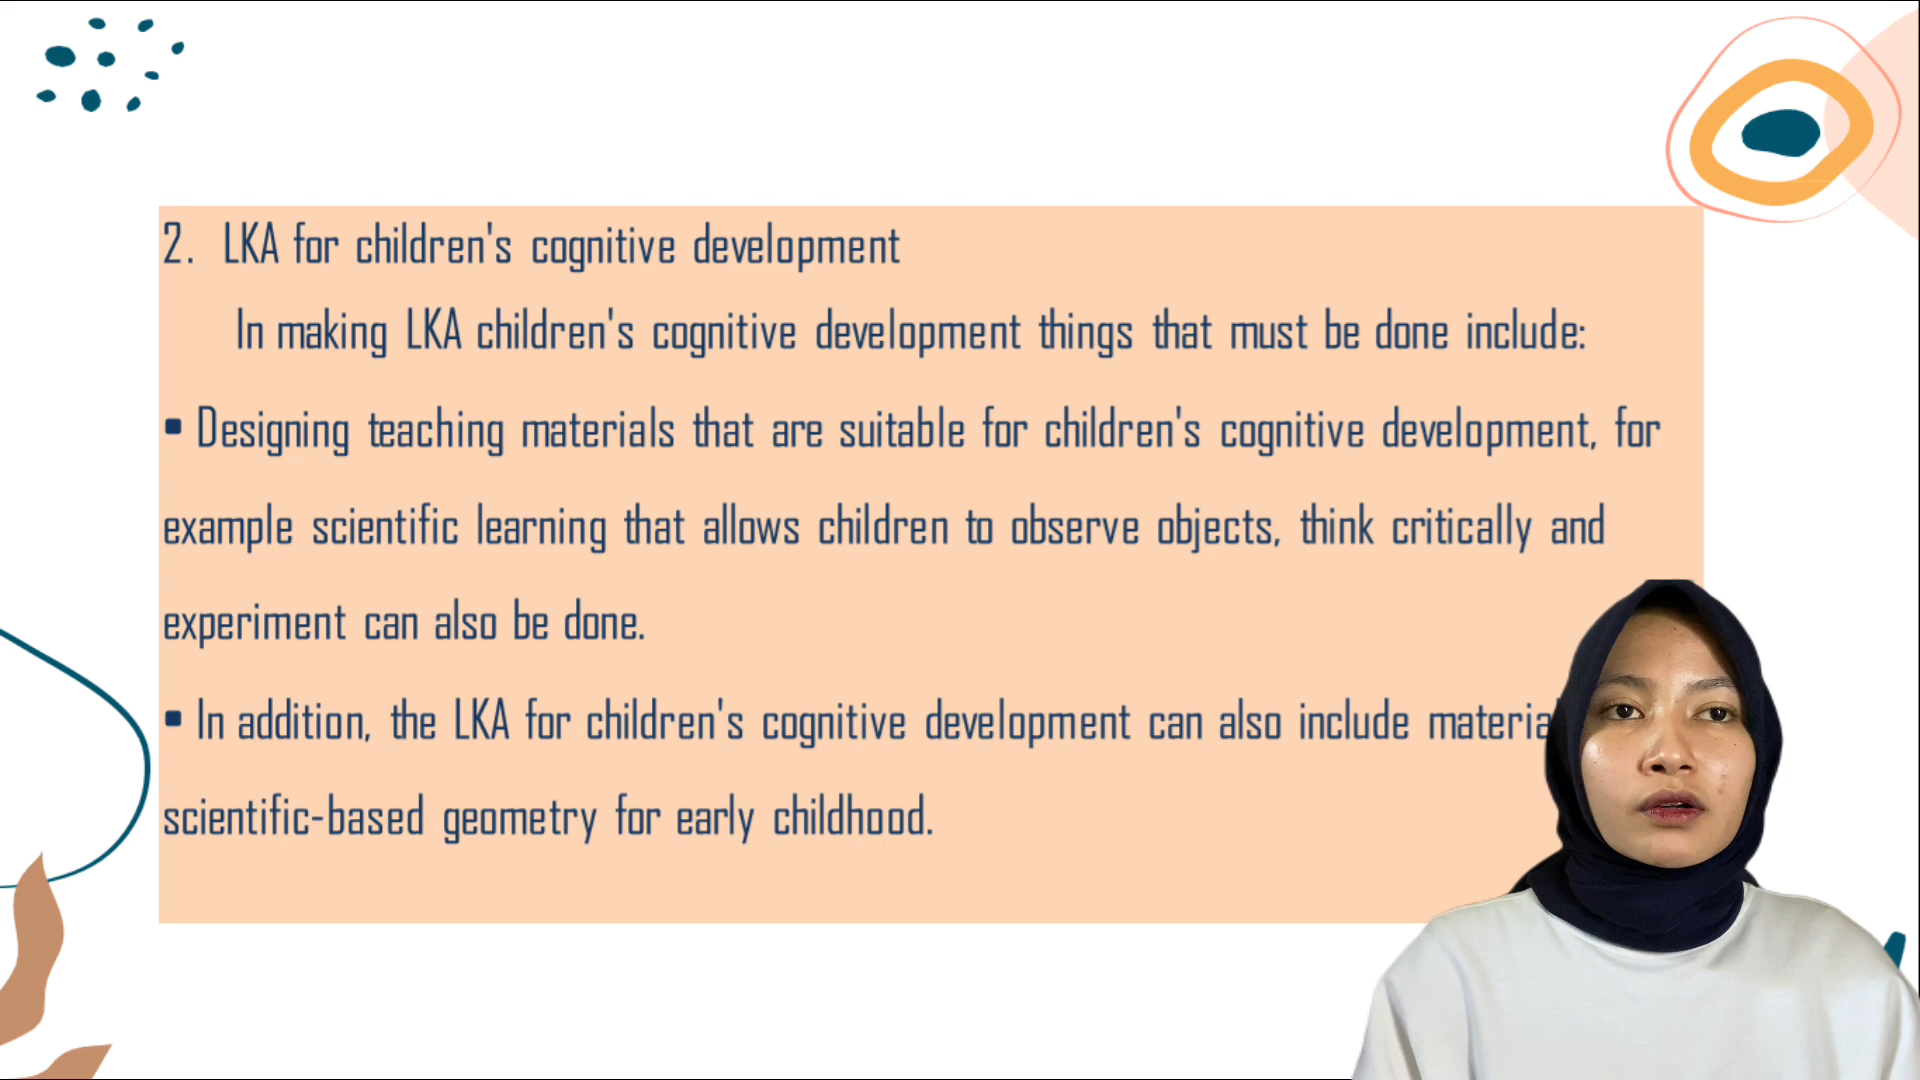 2. LKA for children's cognitive development
In making LKA children's cognitive development things that must be done include:
▪ Designing teaching materials that are suitable for children's cognitive development, for
example scientific learning that allows children to observe objects, think critically and
experiment can also be done.
▪ In addition, the LKA for children's cognitive development can also include
scientific-based geometry for early childhood.